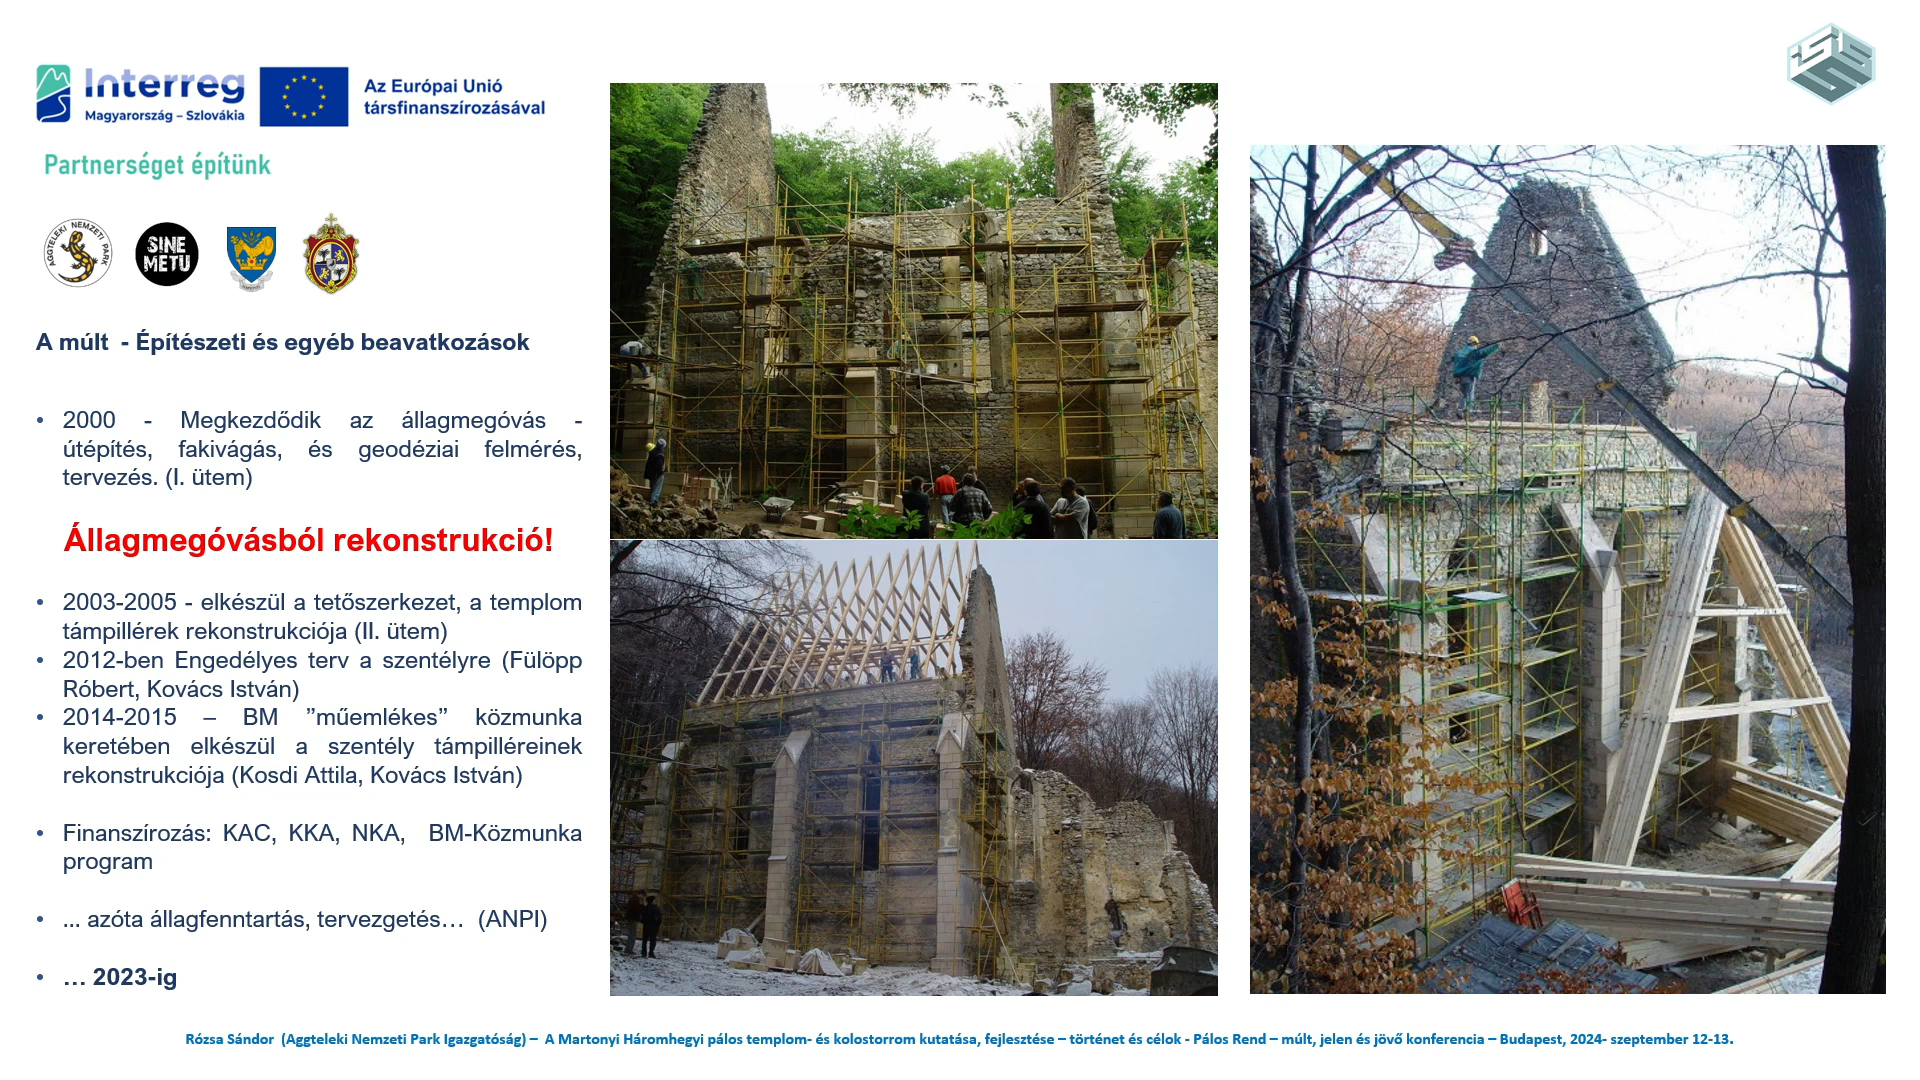 Interreg
Magyarország – Szlovákia
Az Európai Unió
társfinanszírozásával
Partnerséget építünk
AGGTELEKI NEMZETI PARK
SINE
METU
A múlt - Építészeti és egyéb beavatkozások
• 2000 - Megkezdődik az állagmegóvás -
útépítés, fakivágás, és geodéziai felmérés,
tervezés. (I. ütem)
Állagmegóvásból rekonstrukció!
• 2003-2005 - elkészül a tetőszerkezet, a templom
támpillérek rekonstrukciója (II. ütem)
• 2012-ben Engedélyes terv a szentélyre (Fülöpp
Róbert, Kovács István)
• 2014-2015 – BM ”műemlékes” közmunka
keretében elkészül a szentély támpilléreinek
rekonstrukciója (Kosdi Attila, Kovács István)
• Finanszírozás: KAC, KKA, NKA, BM-Közmunka
program
• ... azóta állagfenntartás, tervezgetés… (ANPI)
• … 2023-ig
Rózsa Sándor (Aggteleki Nemzeti Park Igazgatóság) – A Martonyi Háromhegyi pálos templom- és kolostorrom kutatása, fejlesztése – történet és célok - Pálos Rend – múlt, jelen és jövő konferencia – Budapest, 2024- szeptember 12-13.